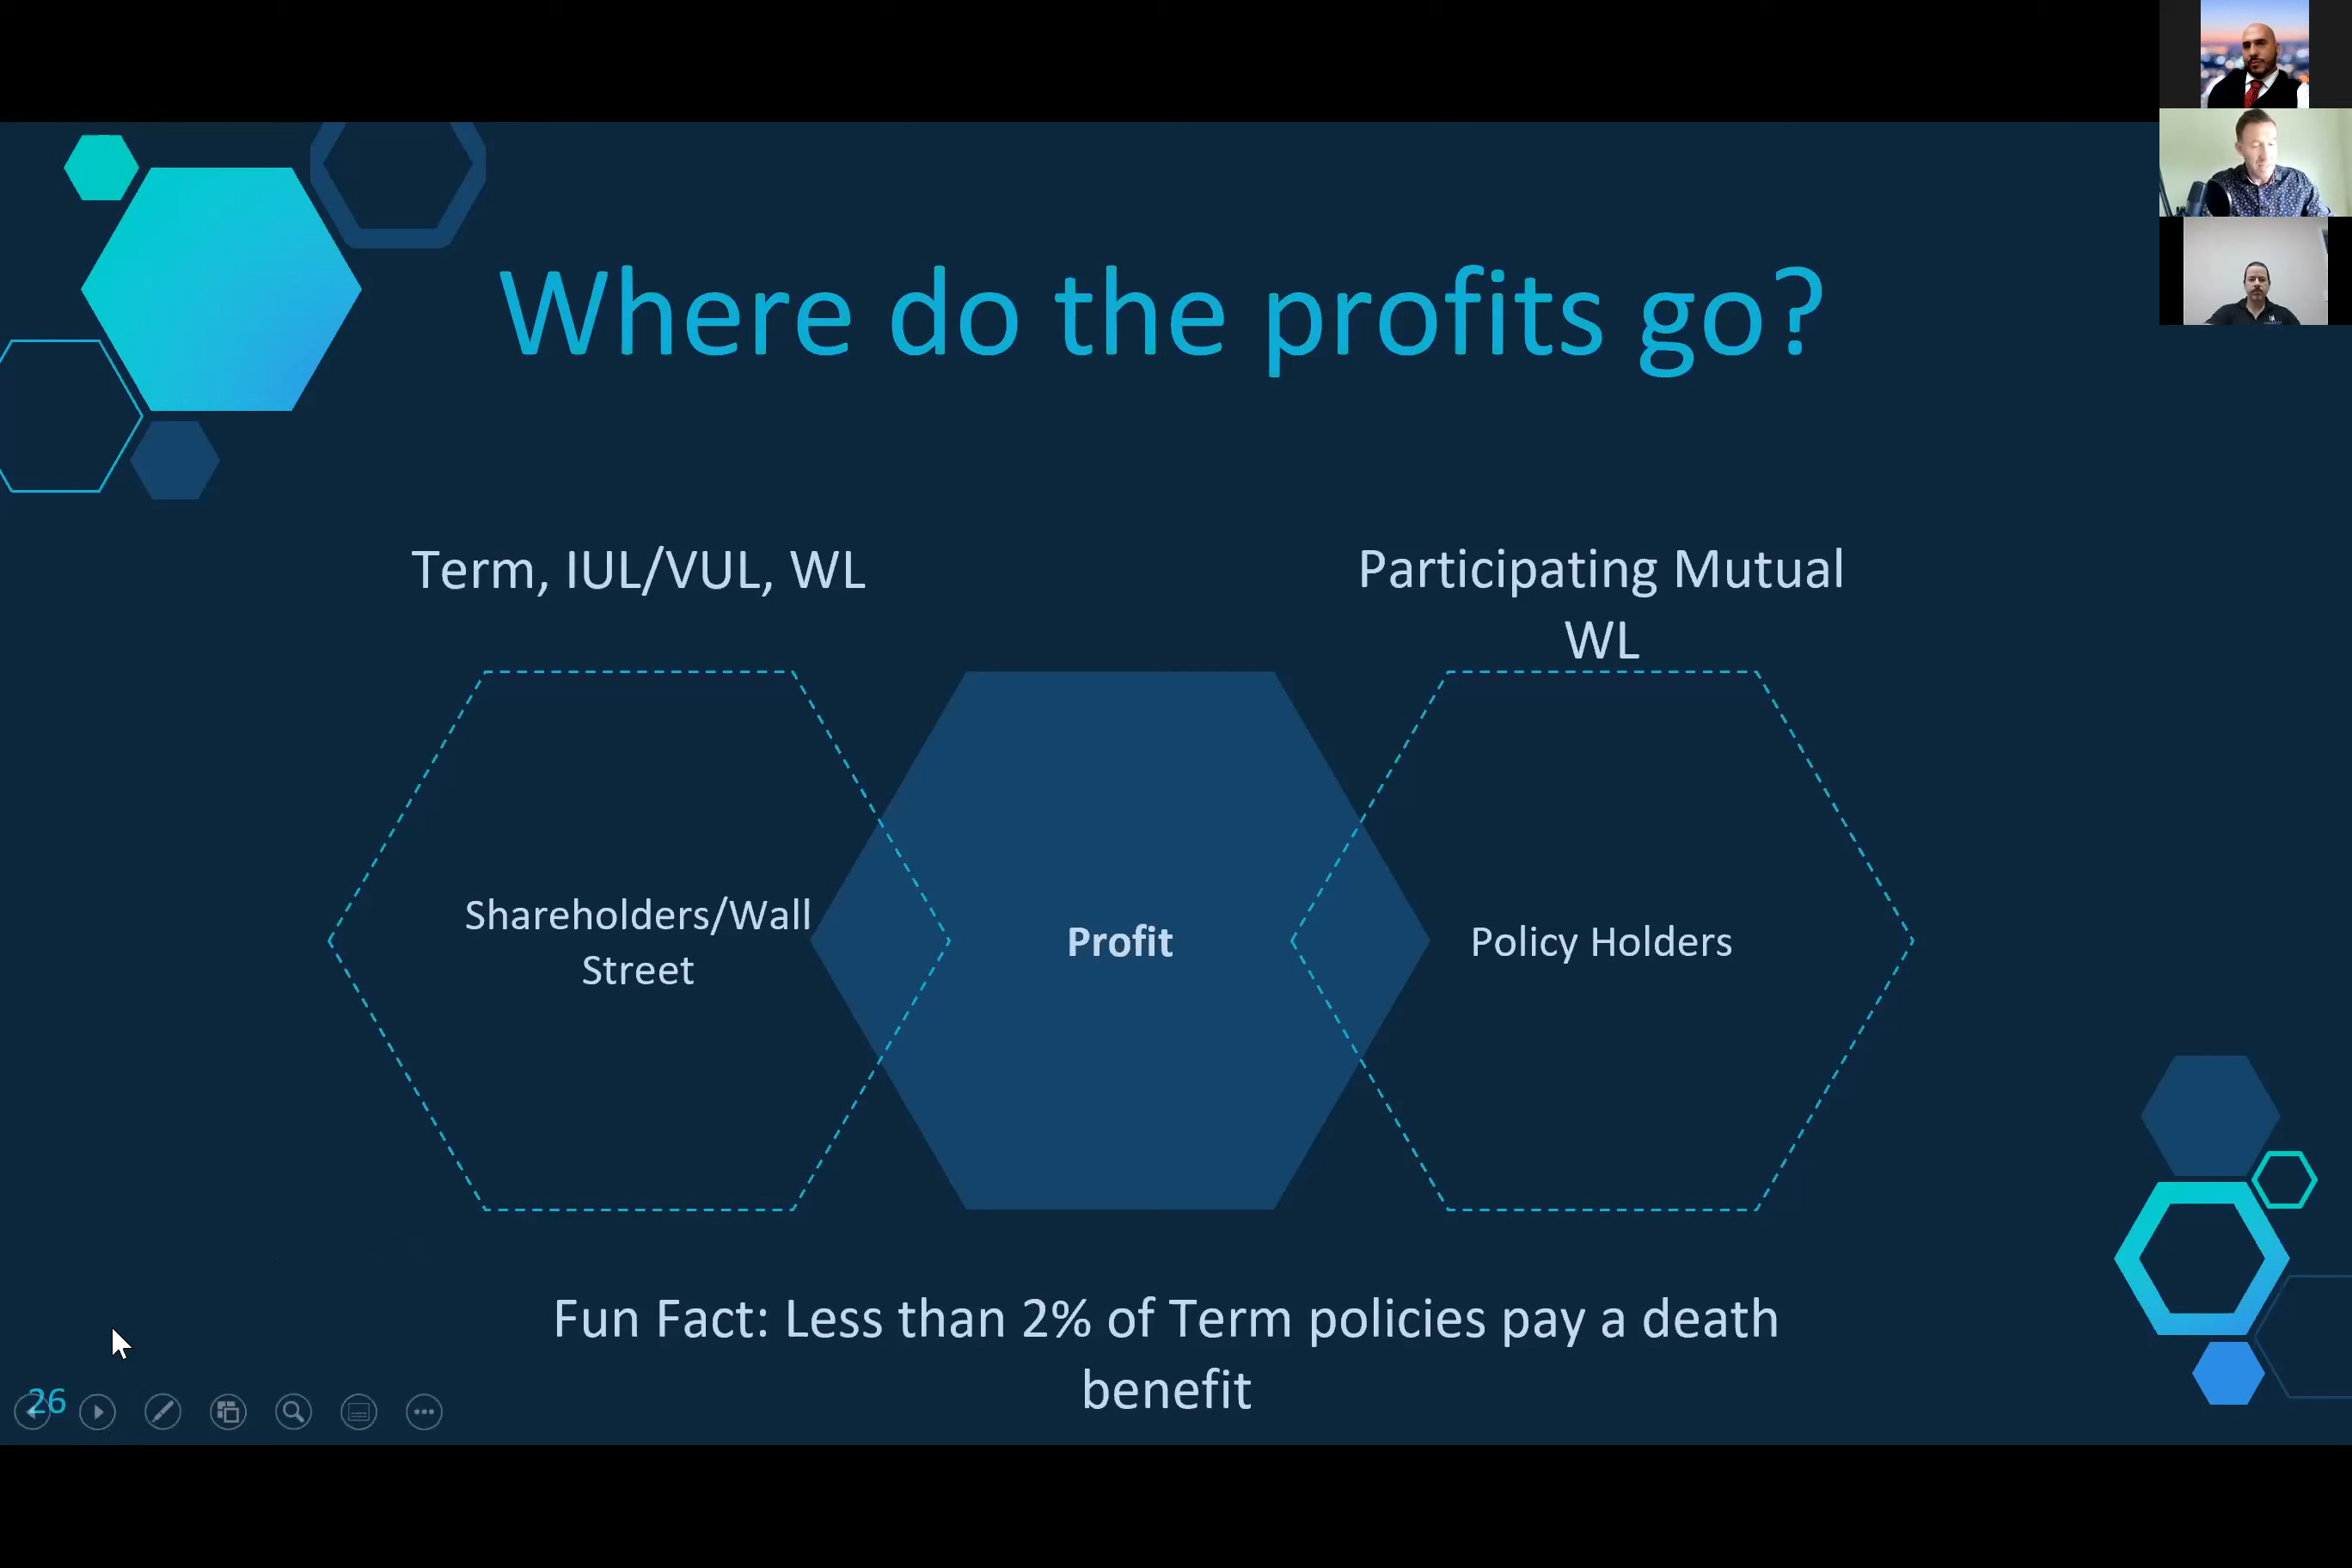 Where do the profits go?
Term, IUL/VUL, WL
Participating Mutual
WL
Shareholders/Wall
Street
Profit
Policy Holders
Fun Fact: Less than 2% of Term policies pay a death
benefit
26